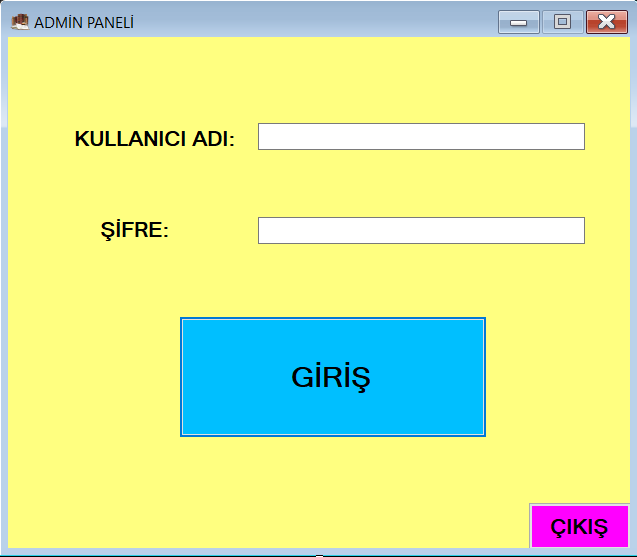 ADMİN PANELİ
KULLANICI ADI:
ŞİFRE:
GİRİŞ
ÇIKIŞ